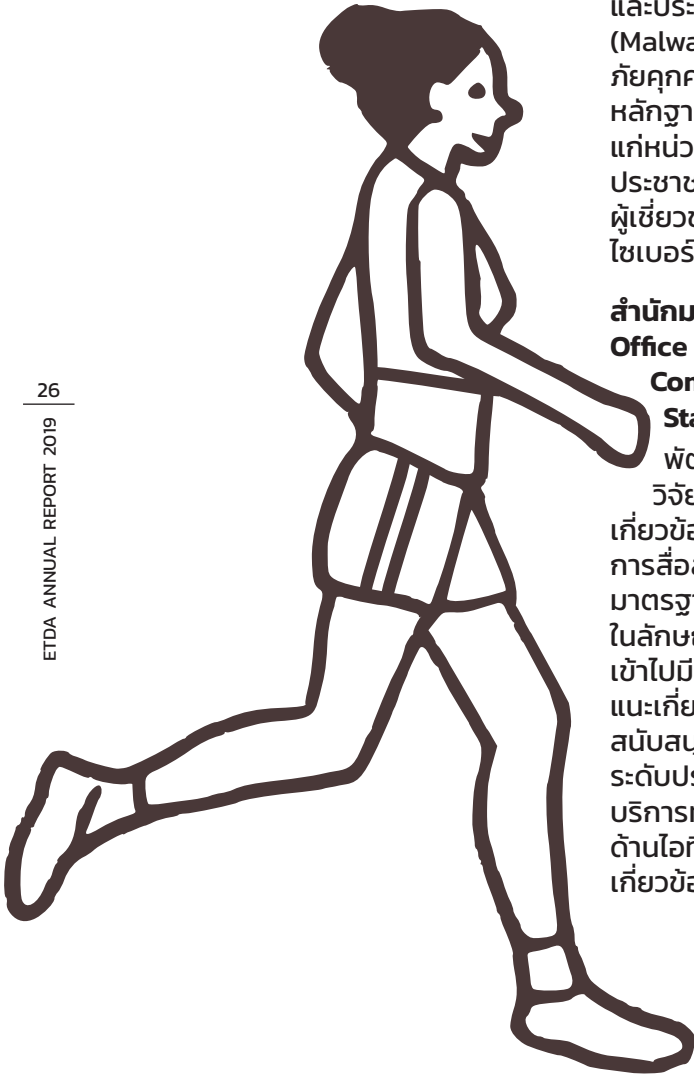 26
ETDA ANNUAL REPORT 2019
และประ
(Malwa
ภัยคุกค
หลักฐา
แก่หน่ว
ประชาช
ผู้เชี่ยวช
ไซเบอร์
สำนักม
Office
Con
Sta
พัต
วิจัย
เกี่ยวข้อ
การสื่อส
มาตรฐา
ในลักษณ
เข้าไปมี
แนะเกี่ย
สนับสนุ
ระดับปร
บริการท
ด้านไอที
เกี่ยวข้อ